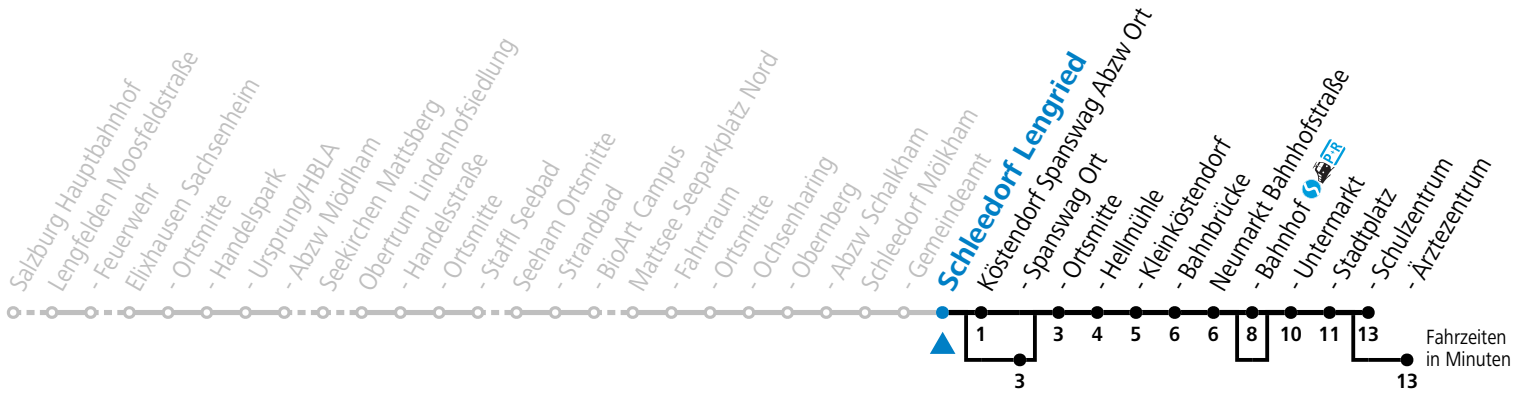 Salzburg Hauptbahnhof
Lengfelden Moosfeldstraße
- Feuerwehr
Elixhausen Sachsenheim
- Ortsmitte
- Handelspark
- Ursprung/HBLA
- Abzw Mödlham
Seekirchen Mattsberg
Obertrum Lindenhofsiedlung
- Handelsstraße
- Ortsmitte
- Staffl Seebad
Seeham Ortsmitte
- Strandbad
- BioArt Campus
Mattsee Seeparkplatz Nord
- Fahrtraum
- Ortsmitte
- Ochsenharing
- Obernberg
- Abzw Schalkham
Schleedorf Mölkham
- Gemeindeamt
Schleedorf Lengried
Köstendorf Spanswag Abzw Ort
- Spanswag Ort
- Ortsmitte
- Hellmühle
- Kleinköstendorf
- Bahnbrücke
Neumarkt Bahnhofstraße
- Bahnhof P+R
- Untermarkt
- Stadtplatz
- Schulzentrum
- Ärztezentrum
1 3 4 5 6 6 8 10 11 13
3 13
Fahrzeiten
in Minuten